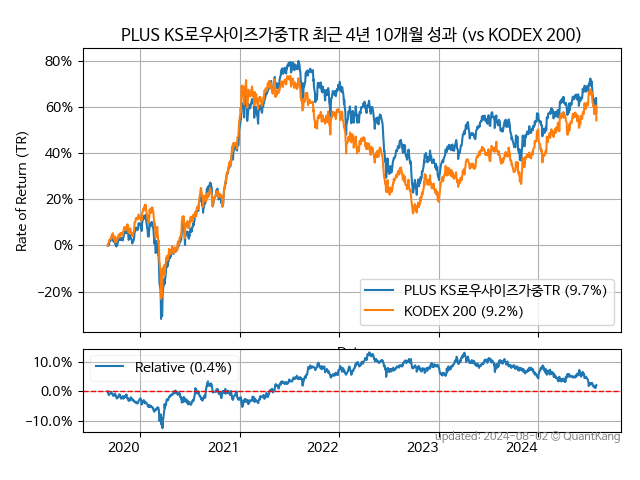 PLUS KS로우사이즈가중TR 최근 4년 10개월 성과 (vs KODEX 200)
80%
60%
40%
20%
0%
−20%
Rate of Return (TR)
PLUS KS로우사이즈가중TR (9.7%)
KODEX 200 (9.2%)
10.0%
0.0%
−10.0%
Relative (0.4%)
2020
2021
2022
2023
2024
Updated: 2024-08-02 © QuantKang